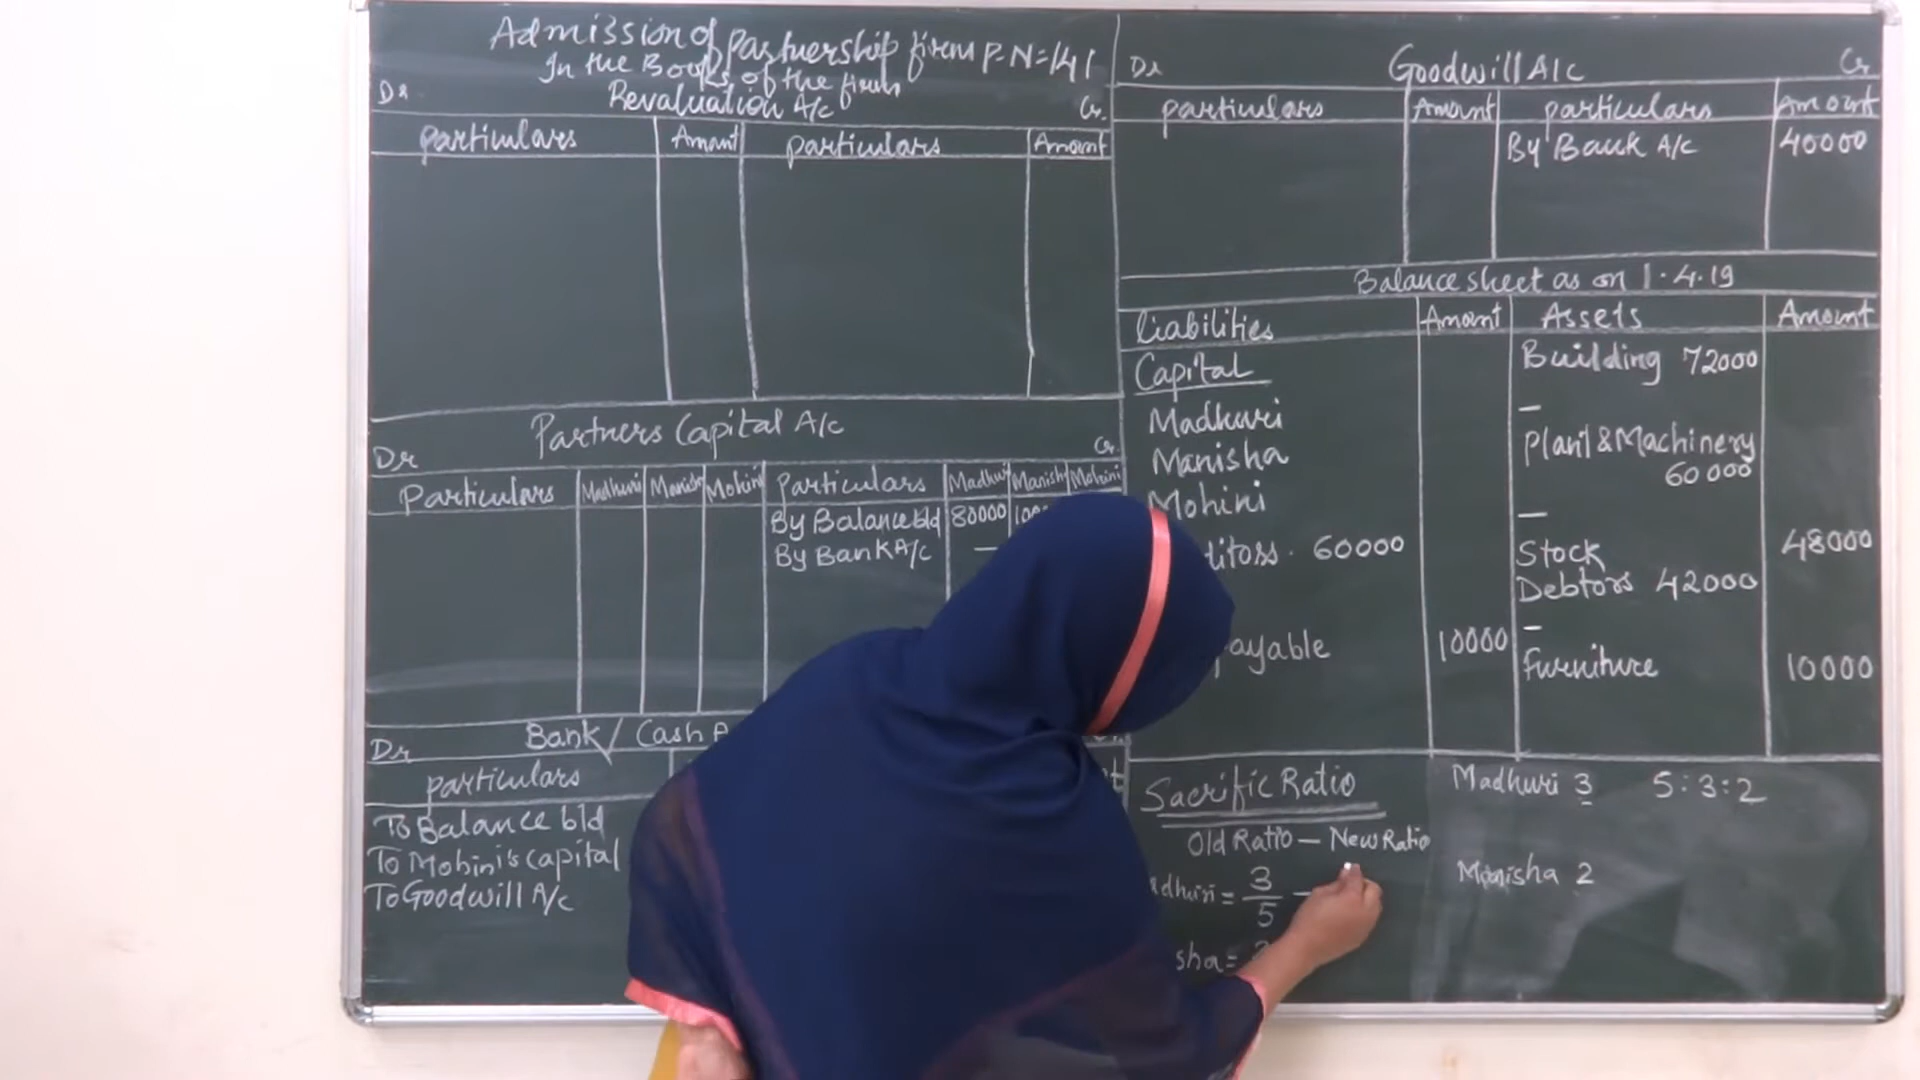 Admission of partnership firm P-N=141
In the Books of the firm
Dr Revaluation A/c Cr.
particulars Amount particulars Amount
Partners Capital A/c
Dr Cr.
Particulars Madhuri Manisha Mohini Particulars Madhuri Manisha Mohini
By Balance b/d 80000
By Bank A/c —
Dr Bank/ Cash
particulars
To Balance b/d
To Mohini's capital
To Goodwill A/c
Dr Goodwill A/c Cr
particulars Amount particulars Amount
By Bank A/c 40000
Balance sheet as on 1.4.19
Liabilities Amount Assets Amount
Capital Building 72000
Madhuri –
Manisha Plant & Machinery
60000
Mohini –
60000 Stock 48000
Debtors 42000
–
payable 10000 Furniture 10000
Sacrific Ratio
Old Ratio – New Ratio
= 3/5 –
=
Madhuri 3 5:3:2
Manisha 2